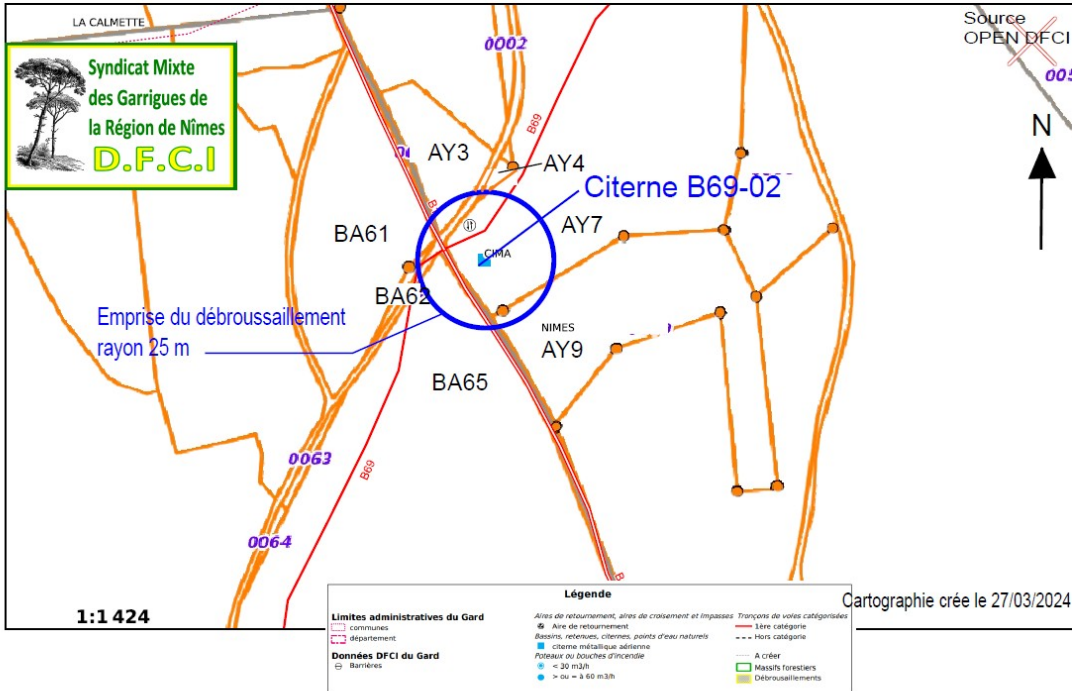 LA CALMETTE
Syndicat Mixte
des Garrigues de
la Région de Nîmes
D.F.C.I
Source
OPEN DFCI
0002
005
N
B69
AY3
AY4
Citerne B69-02
AY7
BA61
CIMA
BA62
Emprise du débroussaillement
rayon 25 m
NIMES
AY9
BA65
0063
B69
0064
1:1 424
Cartographie crée le 27/03/2024
Légende
Limites administratives du Gard
communes
département
Données DFCI du Gard
Barrières
Aires de retournement, aires de croisement et impasses
Aire de retournement
Bassins, retenues, citernes, points d'eau naturels
citerne métallique aérienne
Poteaux ou bouches d'incendie
< 30 m3/h
> ou = à 60 m3/h
Tronçons de voies catégorisées
1ère catégorie
Hors catégorie
A créer
Massifs forestiers
Débroussaillements